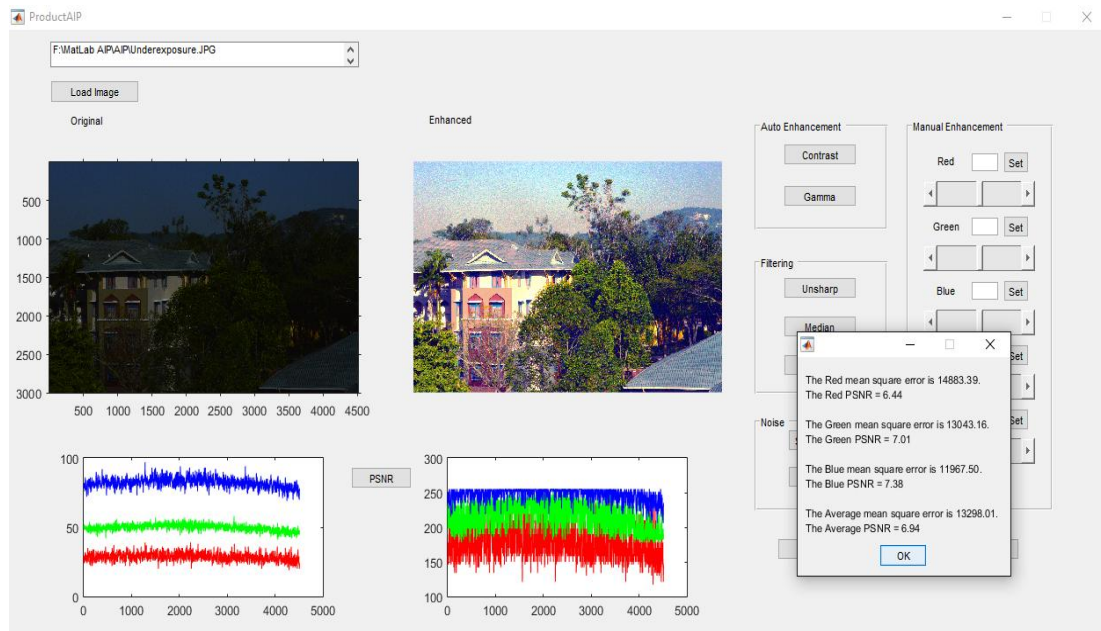 ProductAIP
F:\MatLab AIP\AIP\Underexposure.JPG
Load Image
Original
Enhanced
500
1000
1500
2000
2500
3000
500 1000 1500 2000 2500 3000 3500 4000 4500
100
50
0
0 1000 2000 3000 4000 5000
PSNR
300
250
200
150
100
0 1000 2000 3000 4000 5000
Auto Enhancement
Contrast
Gamma
Filtering
Unsharp
Median
Noise
Manual Enhancement
Red Set
Green Set
Blue Set
Set
Set
The Red mean square error is 14883.39.
The Red PSNR = 6.44
The Green mean square error is 13043.16.
The Green PSNR = 7.01
The Blue mean square error is 11967.50.
The Blue PSNR = 7.38
The Average mean square error is 13298.01.
The Average PSNR = 6.94
OK